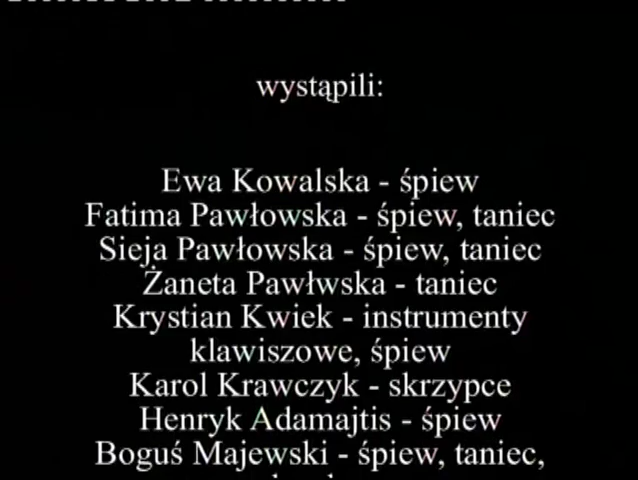 wystąpili:
Ewa Kowalska - śpiew
Fatima Pawłowska - śpiew, taniec
Sieja Pawłowska - śpiew, taniec
Żaneta Pawłwska - taniec
Krystian Kwiek - instrumenty
klawiszowe, śpiew
Karol Krawczyk - skrzypce
Henryk Adamajtis - śpiew
Boguś Majewski - śpiew, taniec,